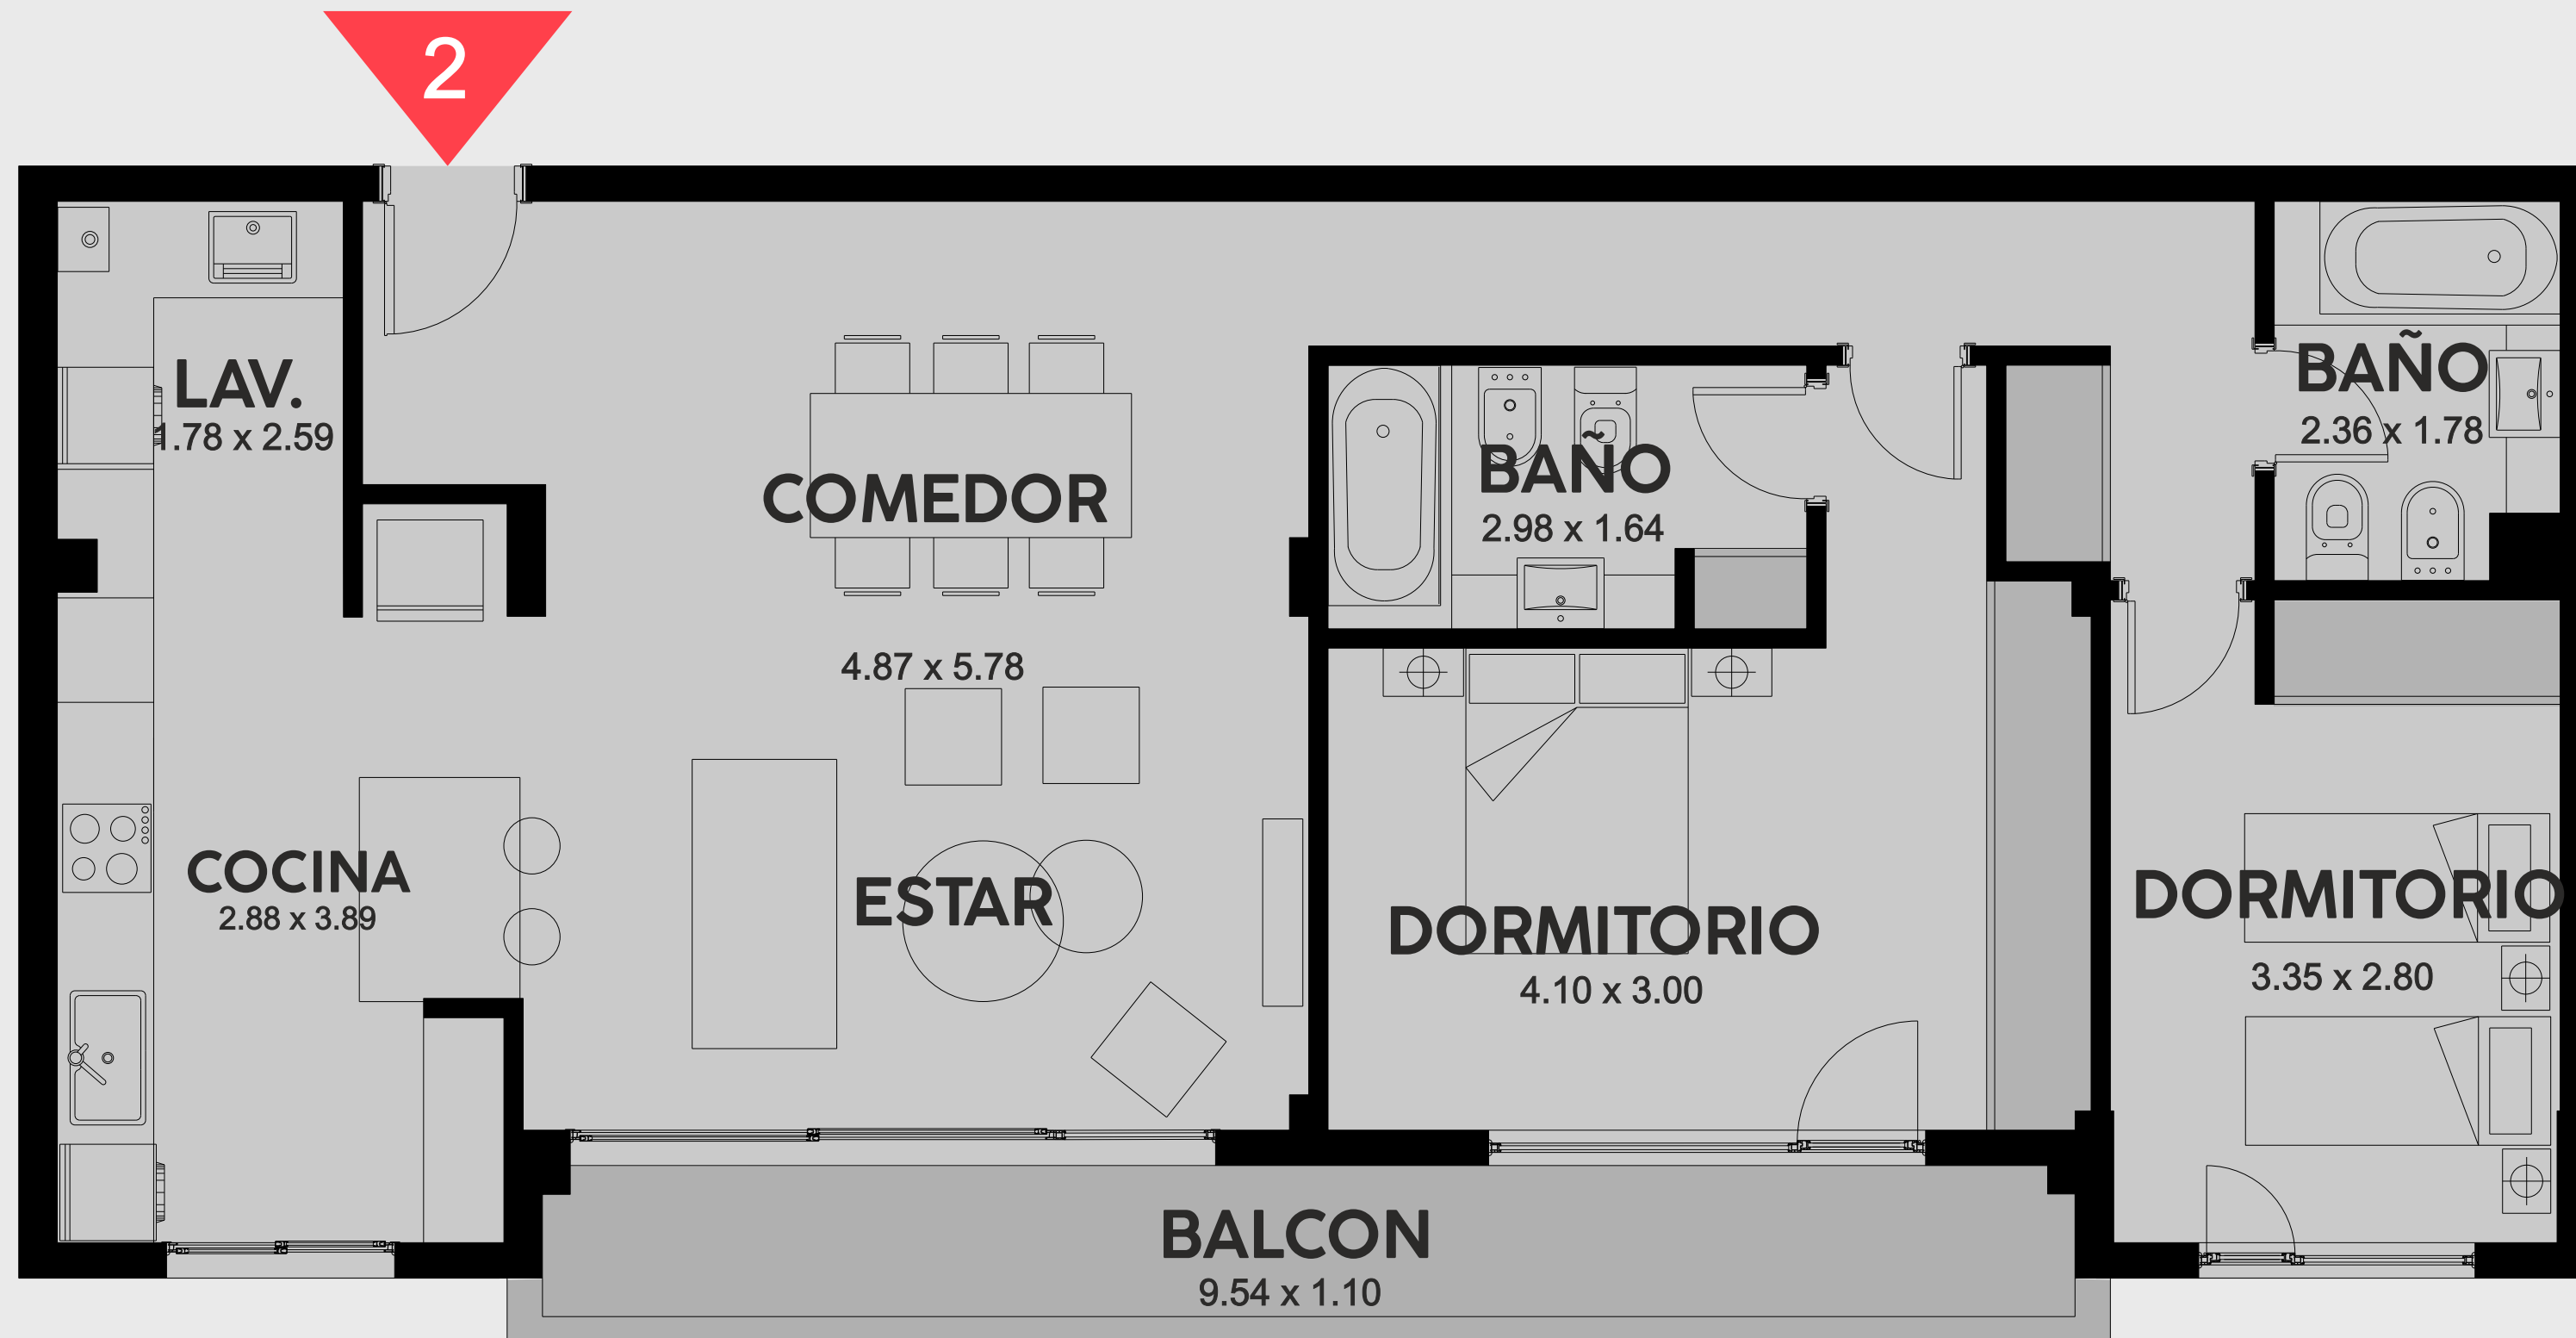 2
LAV.
1.78 x 2.59
COMEDOR
4.87 x 5.78
ESTAR
COCINA
2.88 x 3.89
BAÑO
2.98 x 1.64
BAÑO
2.36 x 1.78
DORMITORIO
4.10 x 3.00
DORMITORIO
3.35 x 2.80
BALCON
9.54 x 1.10